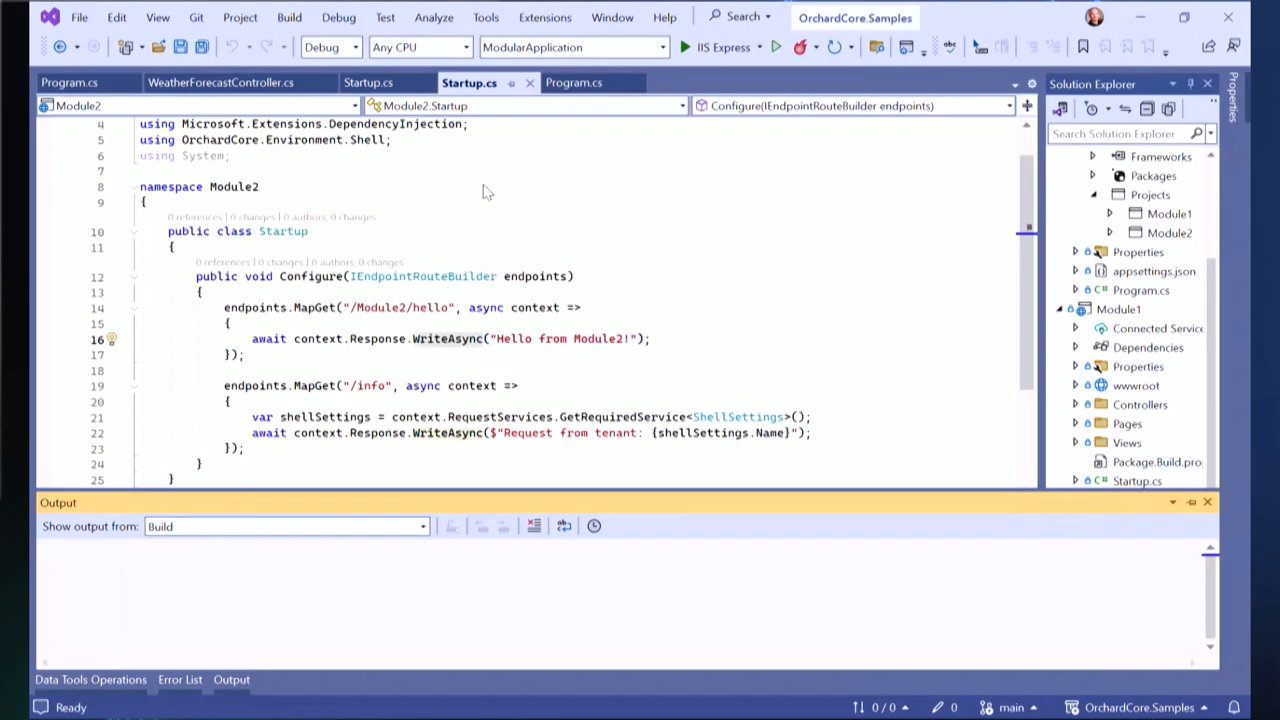 File Edit View Git Project Build Debug Test Analyze Tools Extensions Window Help Search OrchardCore.Samples
Debug Any CPU ModularApplication IIS Express
Program.cs WeatherForecastController.cs Startup.cs Startup.cs Program.cs
Module2 Module2.Startup Configure(IEndpointRouteBuilder endpoints)
4 using Microsoft.Extensions.DependencyInjection;
5 using OrchardCore.Environment.Shell;
6 using System;
7
8 namespace Module2
9 {
0 references | 0 changes | 0 authors, 0 changes
10 public class Startup
11 {
0 references | 0 changes | 0 authors, 0 changes
12 public void Configure(IEndpointRouteBuilder endpoints)
13 {
14 endpoints.MapGet("/Module2/hello", async context =>
15 {
16 await context.Response.WriteAsync("Hello from Module2!");
17 });
18
19 endpoints.MapGet("/info", async context =>
20 {
21 var shellSettings = context.RequestServices.GetRequiredService<ShellSettings>();
22 await context.Response.WriteAsync($"Request from tenant: {shellSettings.Name}");
23 });
24 }
25 }
Solution Explorer
Search Solution Explorer
Frameworks
Packages
Projects
Module1
Module2
Properties
appsettings.json
C# Program.cs
Module1
Connected Service
Dependencies
Properties
wwwroot
Controllers
Pages
Views
Package.Build.pro
C# Startup.cs
Properties
Output
Show output from: Build
Data Tools Operations Error List Output
Ready 0 / 0 0 main OrchardCore.Samples